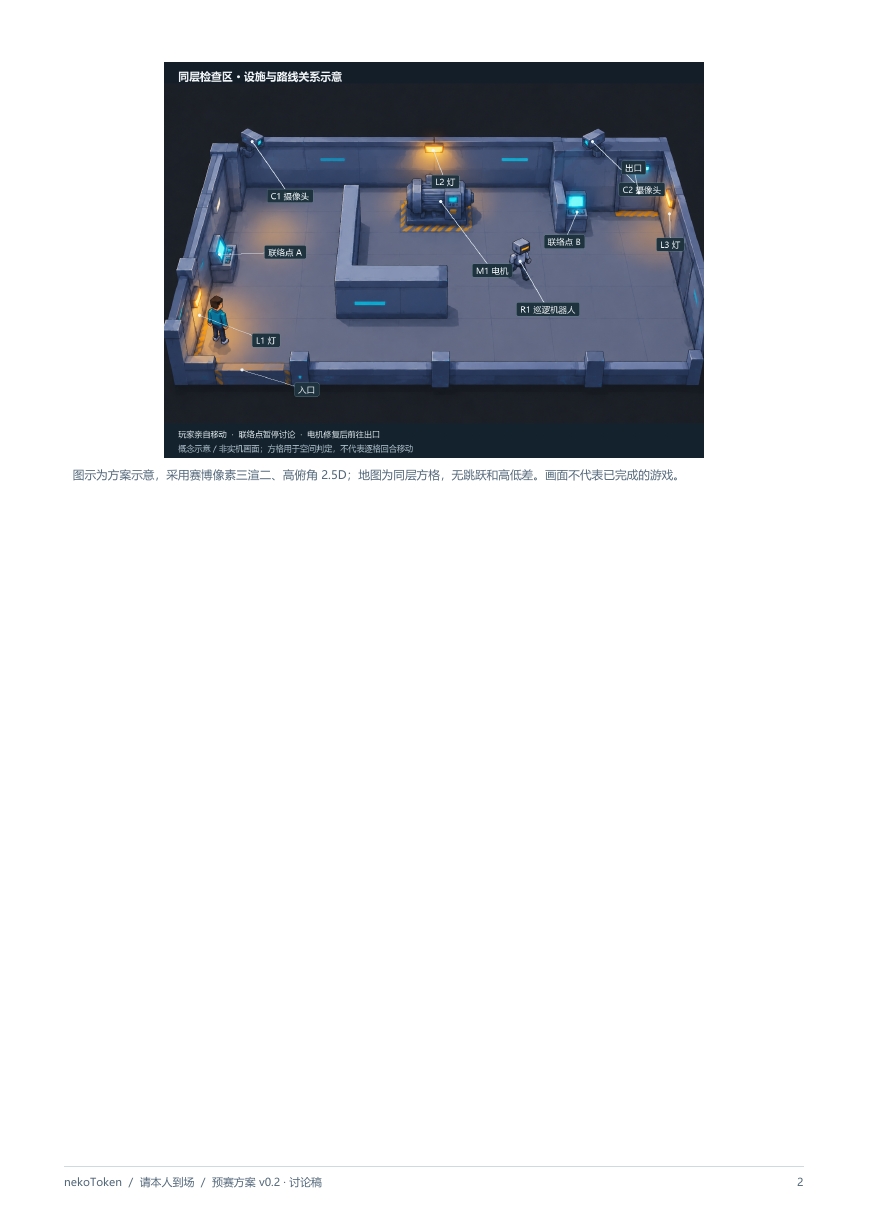 同层检查区·设施与路线关系示意
出口
L2 灯
C2 摄像头
C1 摄像头
联络点 B
L3 灯
联络点 A
M1 电机
R1 巡逻机器人
L1 灯
入口
玩家亲自移动 · 联络点暂停讨论 · 电机修复后前往出口
概念示意 / 非实机画面；方格用于空间判定，不代表逐格回合移动
图示为方案示意，采用赛博像素三渲二、高俯角 2.5D；地图为同层方格，无跳跃和高低差。画面不代表已完成的游戏。
nekoToken / 请本人到场 / 预赛方案 v0.2 · 讨论稿
2